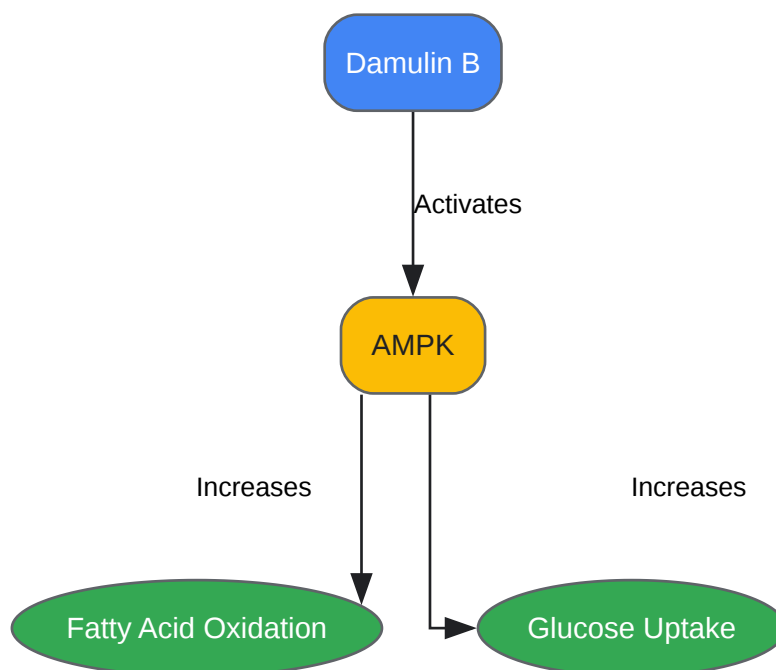 Damulin B
Activates
AMPK
Increases
Increases
Fatty Acid Oxidation
Glucose Uptake